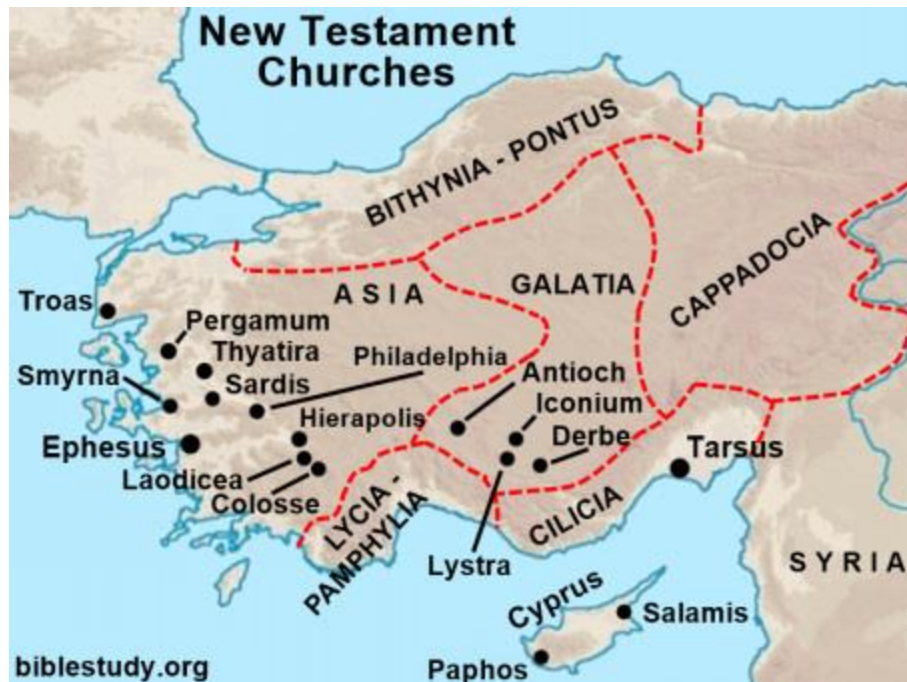 New Testament
Churches
BITHYNIA - PONTUS
CAPPADOCIA
GALATIA
ASIA
Troas
Pergamum
Thyatira
Philadelphia
Smyrna
Sardis
Antioch
Iconium
Hierapolis
Ephesus
Derbe
Tarsus
Laodicea
Colosse
LYCIA -
PAMPHYLIA
CILICIA
Lystra
SYRIA
Cyprus
Salamis
Paphos
biblestudy.org